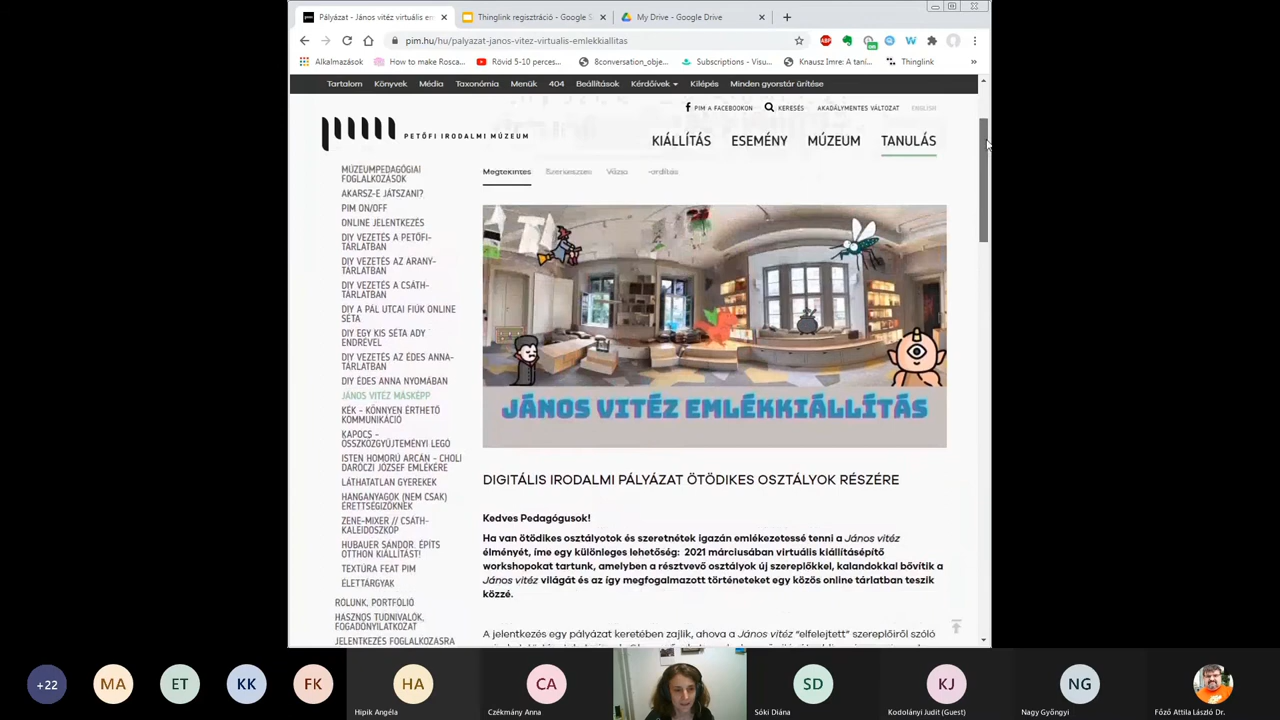 Pályázat - János vitéz virtuális en
Thinglink regisztráció - Google S
My Drive - Google Drive
pim.hu/hu/palyazat-janos-vitez-virtualis-emlekkiallitas
Alkalmazások
How to make Rosca...
Rövid 5-10 perces...
8conversation_obje...
Subscriptions - Visu...
Knausz Imre: A taní...
Thinglink
»
Tartalom
Könyvek
Média
Taxonómia
Menük
404
Beállítások
Kérdőívek
Kilépés
Minden gyorstár ürítése
PIM A FACEBOOKON
KERESÉS
AKADÁLYMENTES VÁLTOZAT
ENGLISH
PETŐFI IRODALMI MÚZEUM
KIÁLLÍTÁS
ESEMÉNY
MÚZEUM
TANULÁS
MÚZEUMPEDAGÓGIAI
FOGLALKOZÁSOK
AKARSZ-E JÁTSZANI?
PIM ON/OFF
ONLINE JELENTKEZÉS
DIY VEZETÉS A PETŐFI-
TÁRLATBAN
DIY VEZETÉS AZ ARANY-
TÁRLATBAN
DIY VEZETÉS A CSÁTH-
TÁRLATBAN
DIY A PÁL UTCAI FIÚK ONLINE
SÉTA
DIY EGY KIS SÉTA ADY
ENDRÉVEL
DIY VEZETÉS AZ ÉDES ANNA-
TÁRLATBAN
DIY ÉDES ANNA NYOMÁBAN
JÁNOS VITÉZ MÁSKÉPP
KÉK - KÖNNYEN ÉRTHETŐ
KOMMUNIKÁCIÓ
KAPOCS -
ÖSSZKÖZGYŰJTEMÉNYI LEGO
ISTEN HOMORÚ ARCÁN - CHOLI
DARÓCZI JÓZSEF EMLÉKÉRE
LÁTHATATLAN GYEREKEK
HANGANYAGOK (NEM CSAK)
ÉRETTSÉGIZŐKNEK
ZENE-MIXER // CSÁTH-
KALEIDOSZKÓP
HUBAUER SÁNDOR: ÉPÍTS
OTTHON KIÁLLÍTÁST!
TEXTÚRA FEAT PIM
ÉLETTÁRGYAK
RÓLUNK, PORTFÓLIÓ
HASZNOS TUDNIVALÓK,
FOGADÓNYILATKOZAT
JELENTKEZÉS FOGLALKOZÁSRA
Megtekintés
JÁNOS VITÉZ EMLÉKKIÁLLÍTÁS
DIGITÁLIS IRODALMI PÁLYÁZAT ÖTÖDIKES OSZTÁLYOK RÉSZÉRE
Kedves Pedagógusok!
Ha van ötödikes osztályotok és szeretnétek igazán emlékezetessé tenni a János vitéz
élményét, íme egy különleges lehetőség: 2021 márciusában virtuális kiállításépítő
workshopokat tartunk, amelyben a résztvevő osztályok új szereplőkkel, kalandokkal bővítik a
János vitéz világát és az így megfogalmazott történeteket egy közös online tárlatban teszik
közzé.
A jelentkezés egy pályázat keretében zajlik, ahova a János vitéz "elfelejtett" szereplőiről szóló
+22
MA
ET
KK
FK
HA
Hipik Angéla
CA
Czékmány Anna
SD
Sóki Diána
KJ
Kodolányi Judit (Guest)
NG
Nagy Gyöngyi
Főző Attila László Dr.